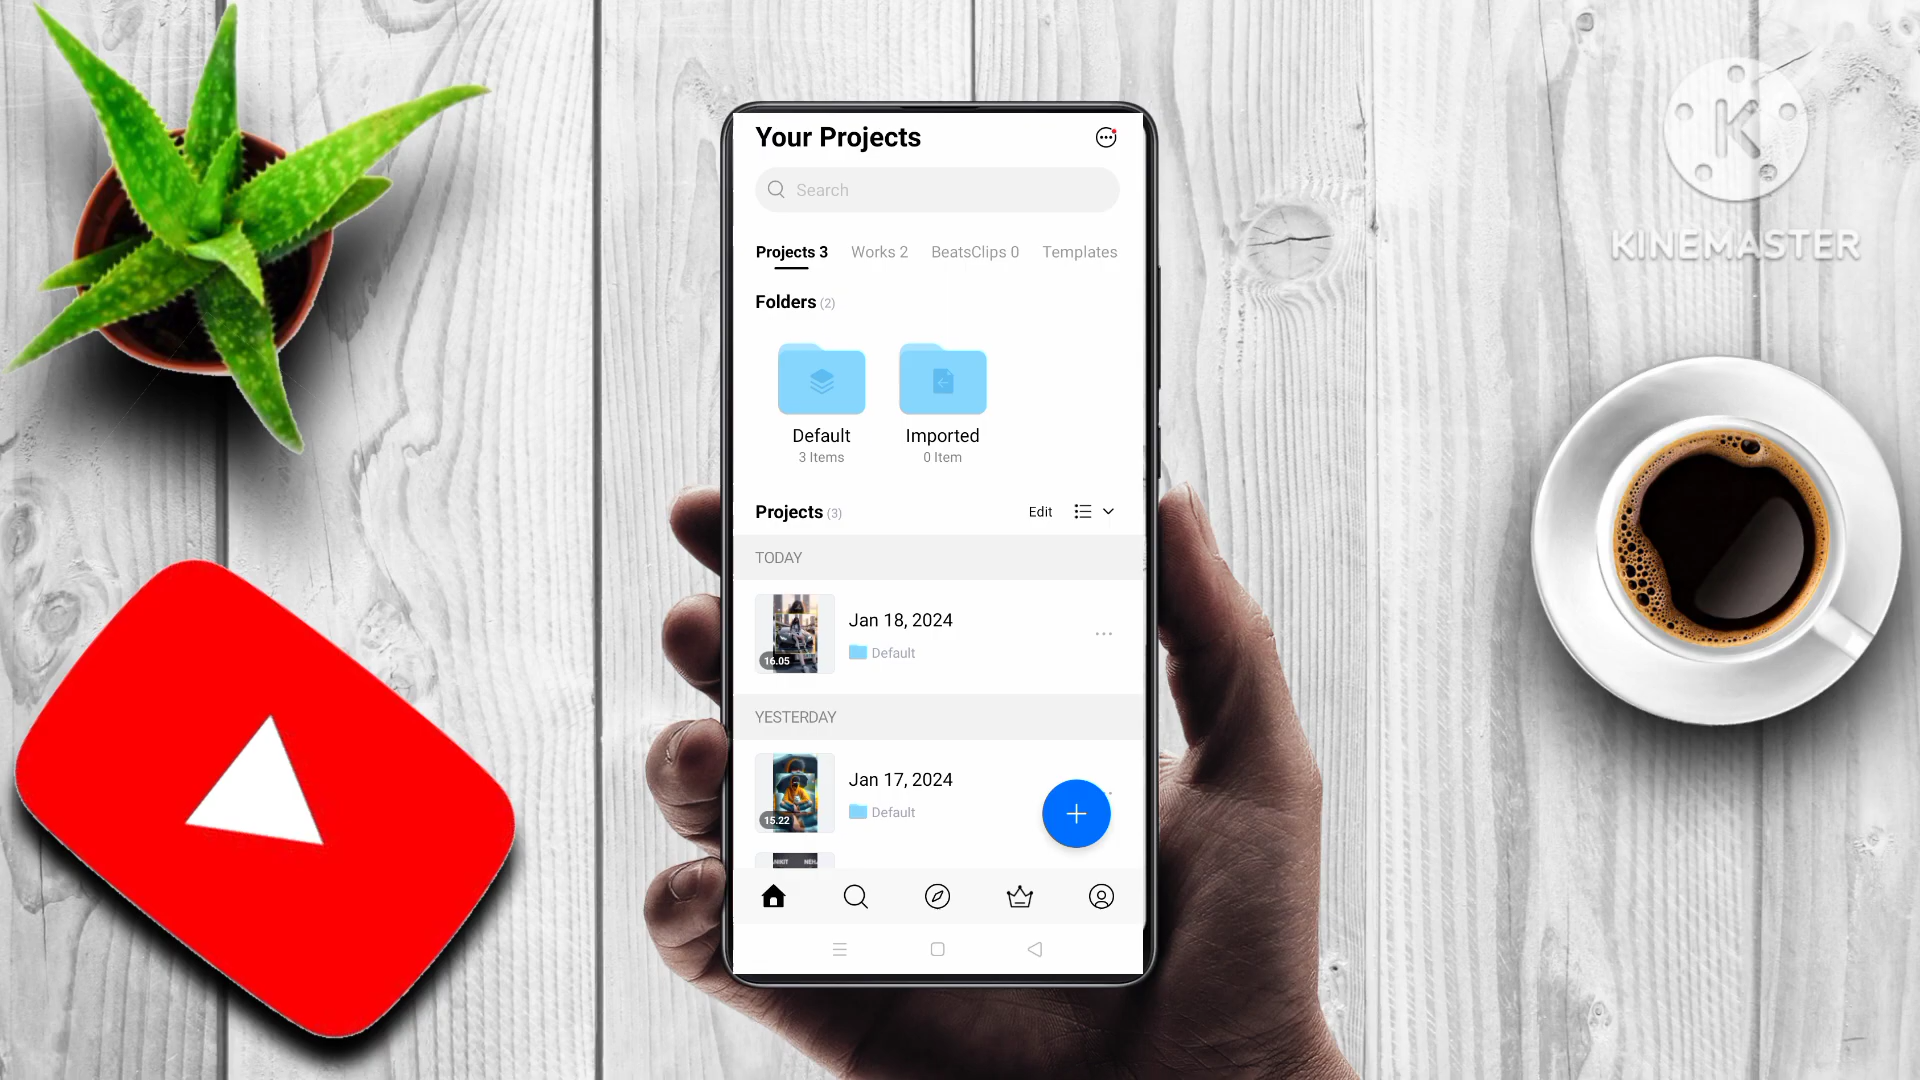 Your Projects
Search
Projects 3 Works 2 BeatsClips 0 Templates
Folders (2)
Default Imported
3 Items 0 Item
Projects (3) Edit
TODAY
Jan 18, 2024
16.05 Default
YESTERDAY
Jan 17, 2024
15.22 Default
K
KINEMASTER